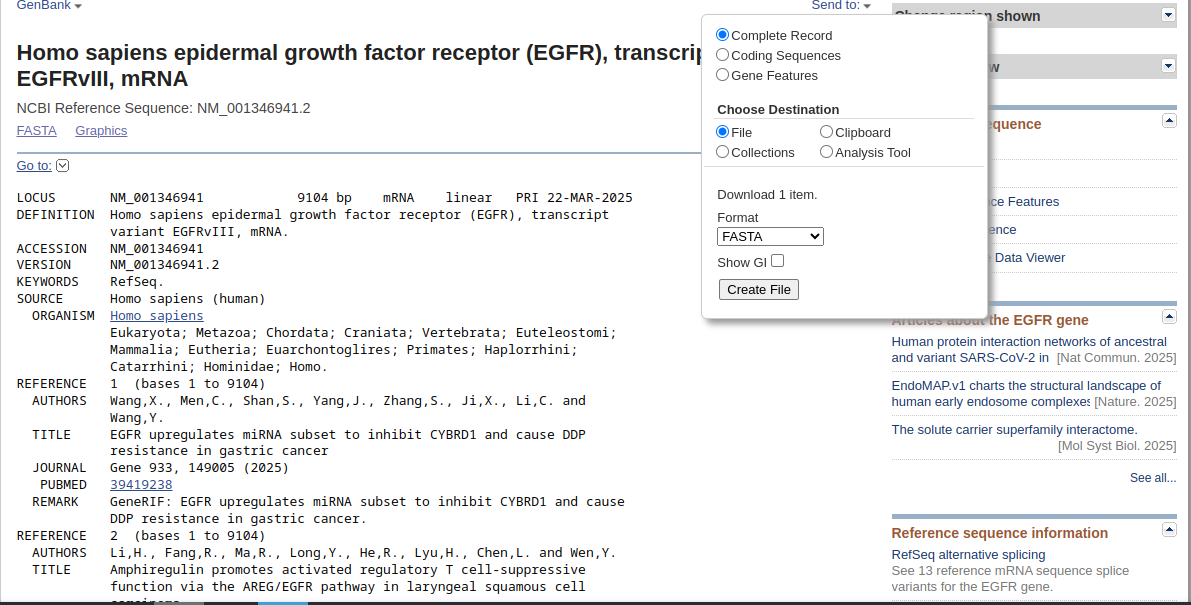 GenBank
Send to:
Homo sapiens epidermal growth factor receptor (EGFR),
EGFRvIII, mRNA
NCBI Reference Sequence: NM_001346941.2
FASTA Graphics
Go to:
LOCUS NM_001346941 9104 bp mRNA linear PRI 22-MAR-2025
DEFINITION Homo sapiens epidermal growth factor receptor (EGFR), transcript
variant EGFRvIII, mRNA.
ACCESSION NM_001346941
VERSION NM_001346941.2
KEYWORDS RefSeq.
SOURCE Homo sapiens (human)
ORGANISM Homo sapiens
Eukaryota; Metazoa; Chordata; Craniata; Vertebrata; Euteleostomi;
Mammalia; Eutheria; Euarchontoglires; Primates; Haplorrhini;
Catarrhini; Hominidae; Homo.
REFERENCE 1 (bases 1 to 9104)
AUTHORS Wang,X., Men,C., Shan,S., Yang,J., Zhang,S., Ji,X., Li,C. and
Wang,Y.
TITLE EGFR upregulates miRNA subset to inhibit CYBRD1 and cause DDP
resistance in gastric cancer
JOURNAL Gene 933, 149005 (2025)
PUBMED 39419238
REMARK GeneRIF: EGFR upregulates miRNA subset to inhibit CYBRD1 and cause
DDP resistance in gastric cancer.
REFERENCE 2 (bases 1 to 9104)
AUTHORS Li,H., Fang,R., Ma,R., Long,Y., He,R., Lyu,H., Chen,L. and Wen,Y.
TITLE Amphiregulin promotes activated regulatory T cell-suppressive
function via the AREG/EGFR pathway in laryngeal squamous cell
Complete Record
Coding Sequences
Gene Features
Choose Destination
File Clipboard
Collections Analysis Tool
Download 1 item.
Format
FASTA
Show GI
Create File
region shown
Features
Data Viewer
Articles about the EGFR gene
Human protein interaction networks of ancestral
and variant SARS-CoV-2 in [Nat Commun. 2025]
EndoMAP.v1 charts the structural landscape of
human early endosome complexes [Nature. 2025]
The solute carrier superfamily interactome.
[Mol Syst Biol. 2025]
See all...
Reference sequence information
RefSeq alternative splicing
See 13 reference mRNA sequence splice
variants for the EGFR gene.